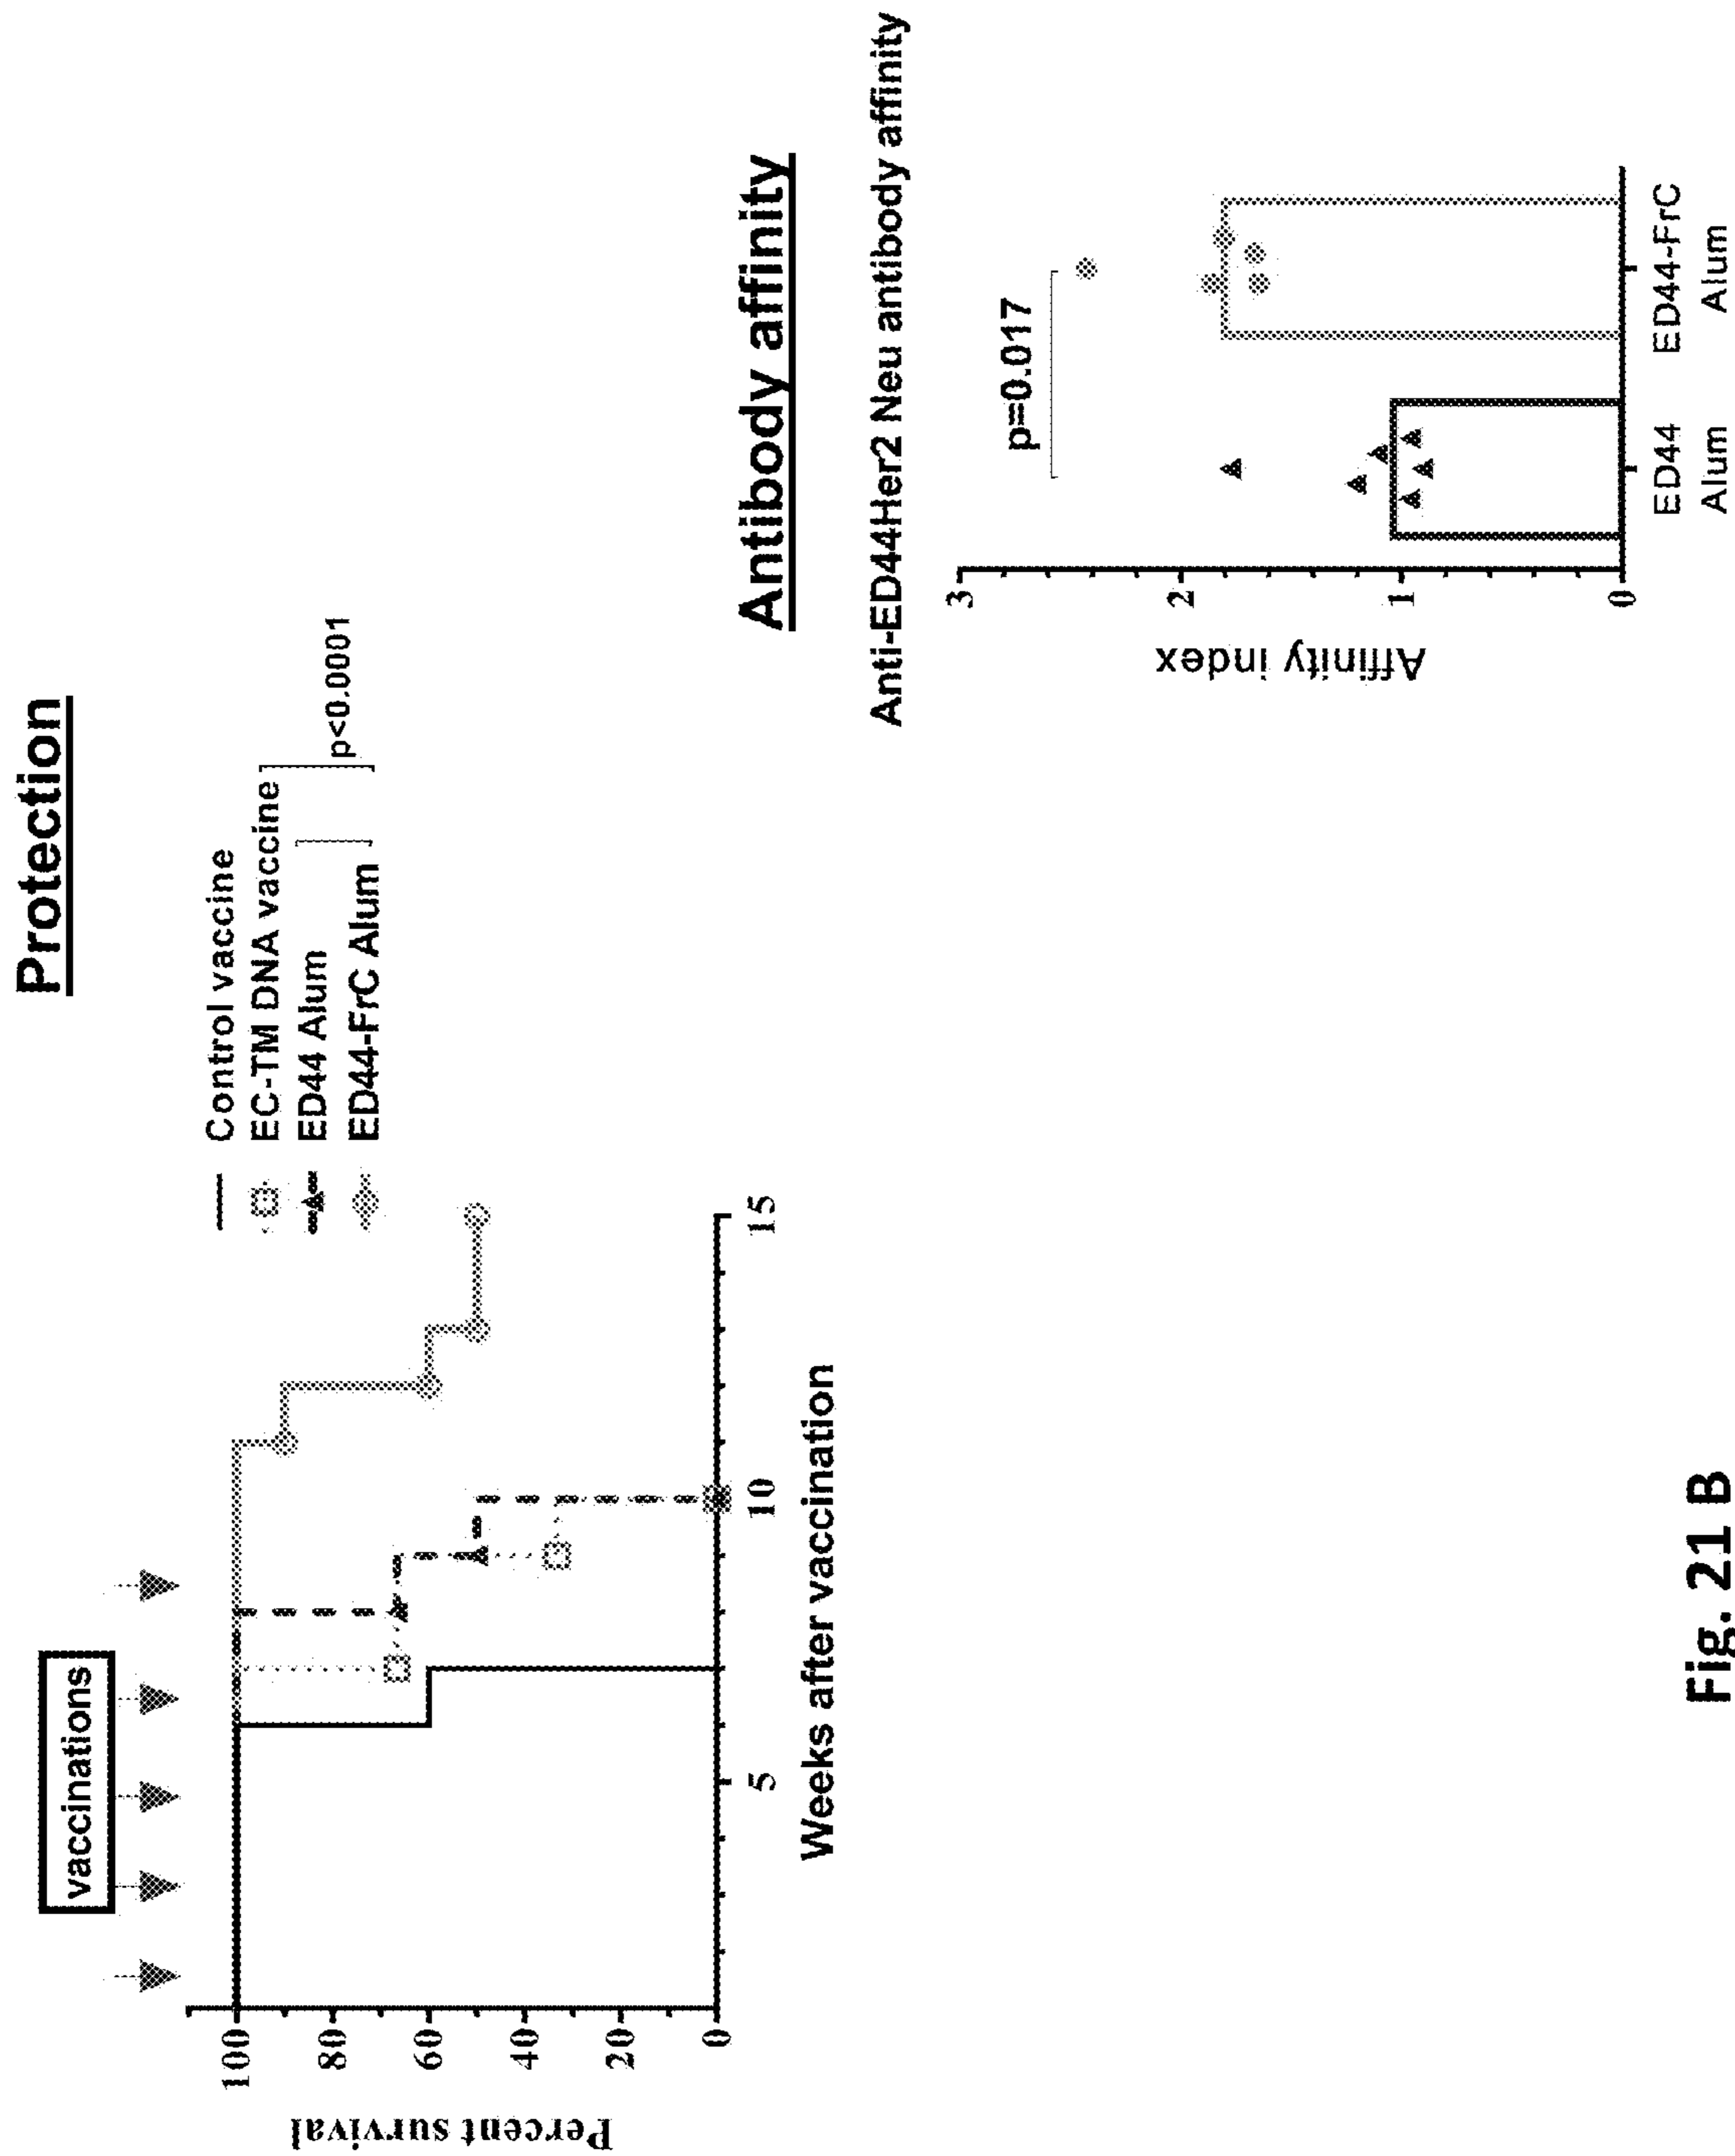 Protection
vaccinations
Control vaccine
EC-TM DNA vaccine
ED44 Alum
ED44-FrC Alum
p<0.0001
Percent survival
100
80
60
40
20
0
5
10
15
Weeks after vaccination
Antibody affinity
Anti-ED44Her2 Neu antibody affinity
p=0.017
Affinity index
3
2
1
0
ED44
Alum
ED44-FrC
Alum
Fig. 21 B